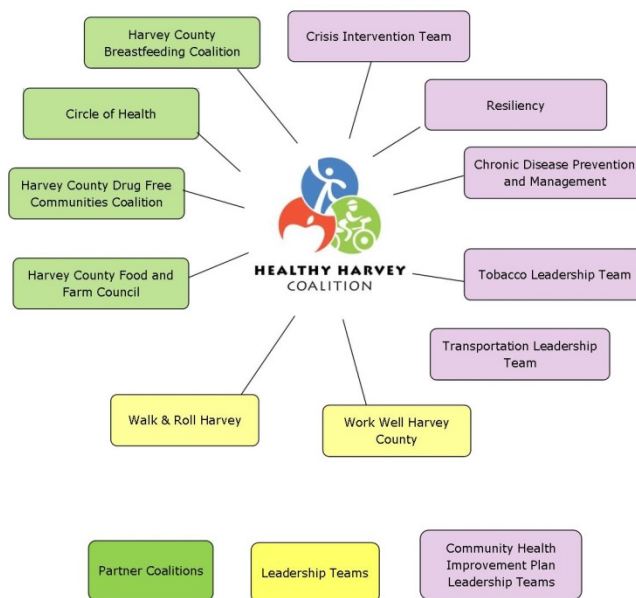 Harvey County
Breastfeeding Coalition
Crisis Intervention Team
Circle of Health
Resiliency
Harvey County Drug Free
Communities Coalition
Chronic Disease Prevention
and Management
Harvey County Food and
Farm Council
HEALTHY HARVEY
COALITION
Tobacco Leadership Team
Transportation Leadership
Team
Walk & Roll Harvey
Work Well Harvey
County
Partner Coalitions
Leadership Teams
Community Health
Improvement Plan
Leadership Teams